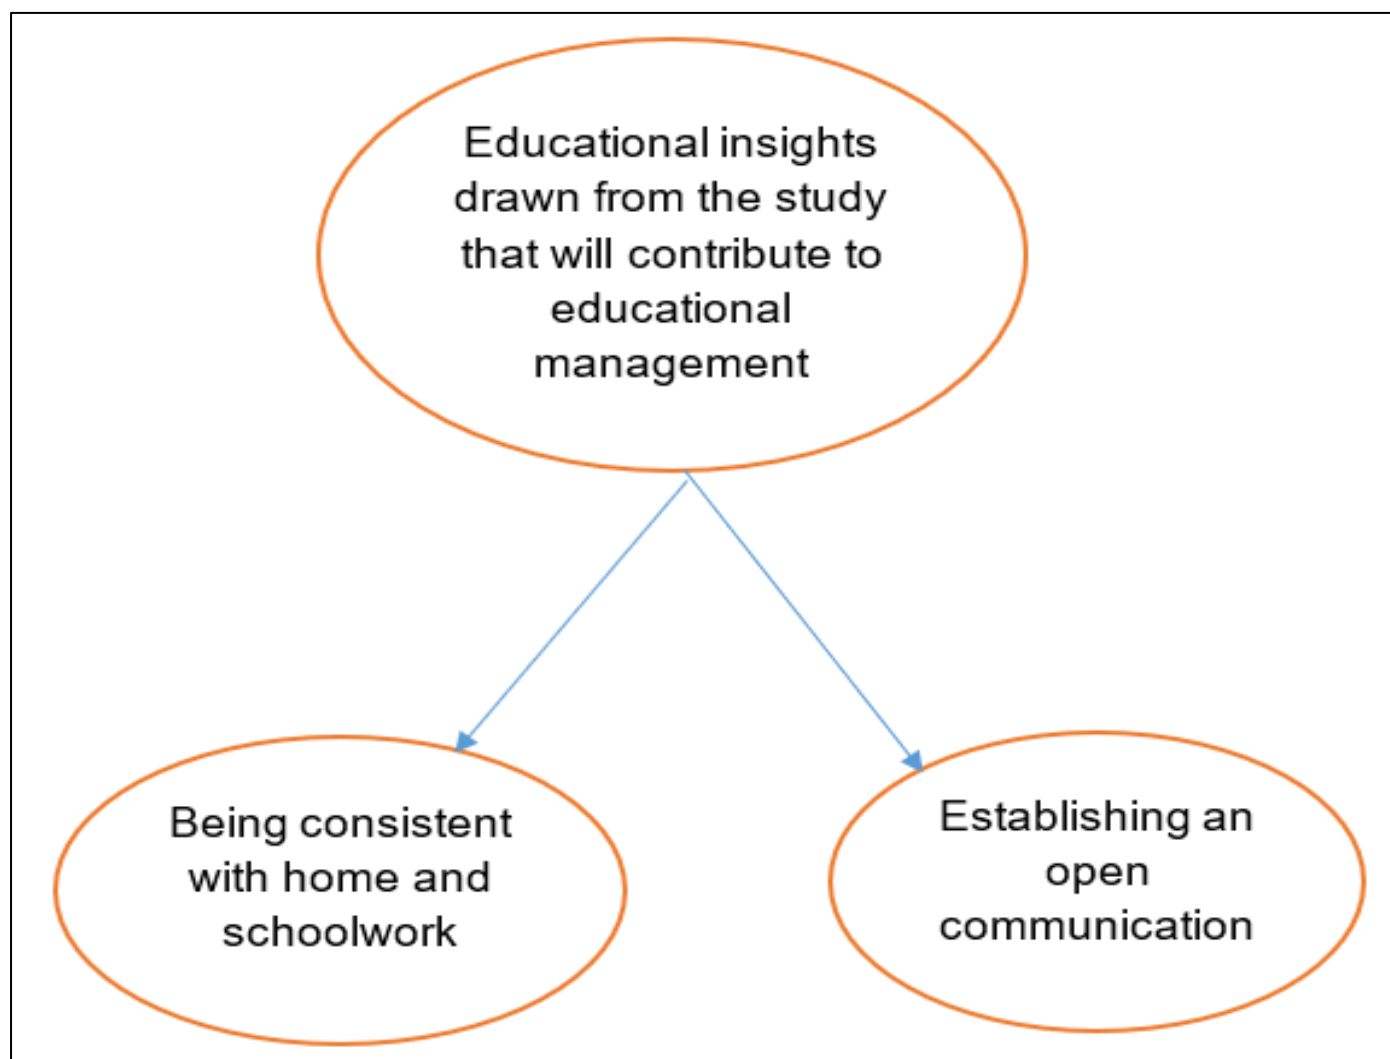 Educational insights
drawn from the study
that will contribute to
educational
management
Being consistent
with home and
schoolwork
Establishing an
open
communication